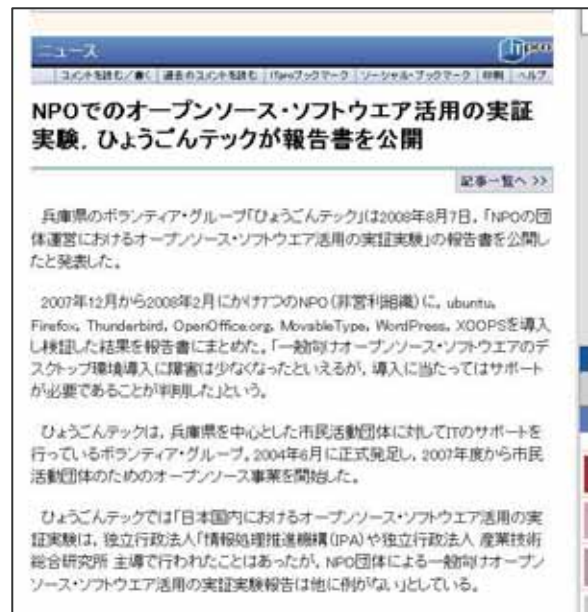 ニュース
ITpro
コメントを読む/書く | 過去のコメントを読む | ITproブックマーク | ソーシャル・ブックマーク | 印刷 | ヘルプ
NPOでのオープンソース・ソフトウエア活用の実証
実験,ひょうごんテックが報告書を公開
記事一覧へ >>
兵庫県のボランティア・グループ「ひょうごんテック」は2008年8月7日,「NPOの団
体運営におけるオープンソース・ソフトウエア活用の実証実験」の報告書を公開し
たと発表した。
2007年12月から2008年2月にかけ7つのNPO(非営利組織)に,ubuntu,
Firefox, Thunderbird, OpenOffice.org, MovableType, WordPress, XOOPSを導入
し検証した結果を報告書にまとめた。「一般向けオープンソース・ソフトウエアのデ
スクトップ環境導入に障害は少なくなったといえるが,導入に当たってはサポート
が必要であることが判明した」という。
ひょうごんテックは,兵庫県を中心とした市民活動団体に対してITのサポートを
行っているボランティア・グループ。2004年6月に正式発足し,2007年度から市民
活動団体のためのオープンソース事業を開始した。
ひょうごんテックでは「日本国内におけるオープンソース・ソフトウエア活用の実
証実験は,独立行政法人「情報処理推進機構(IPA)や独立行政法人 産業技術
総合研究所 主導で行われたことはあったが,NPO団体による一般向けオープン
ソース・ソフトウエア活用の実証実験報告は他に例がない」としている。